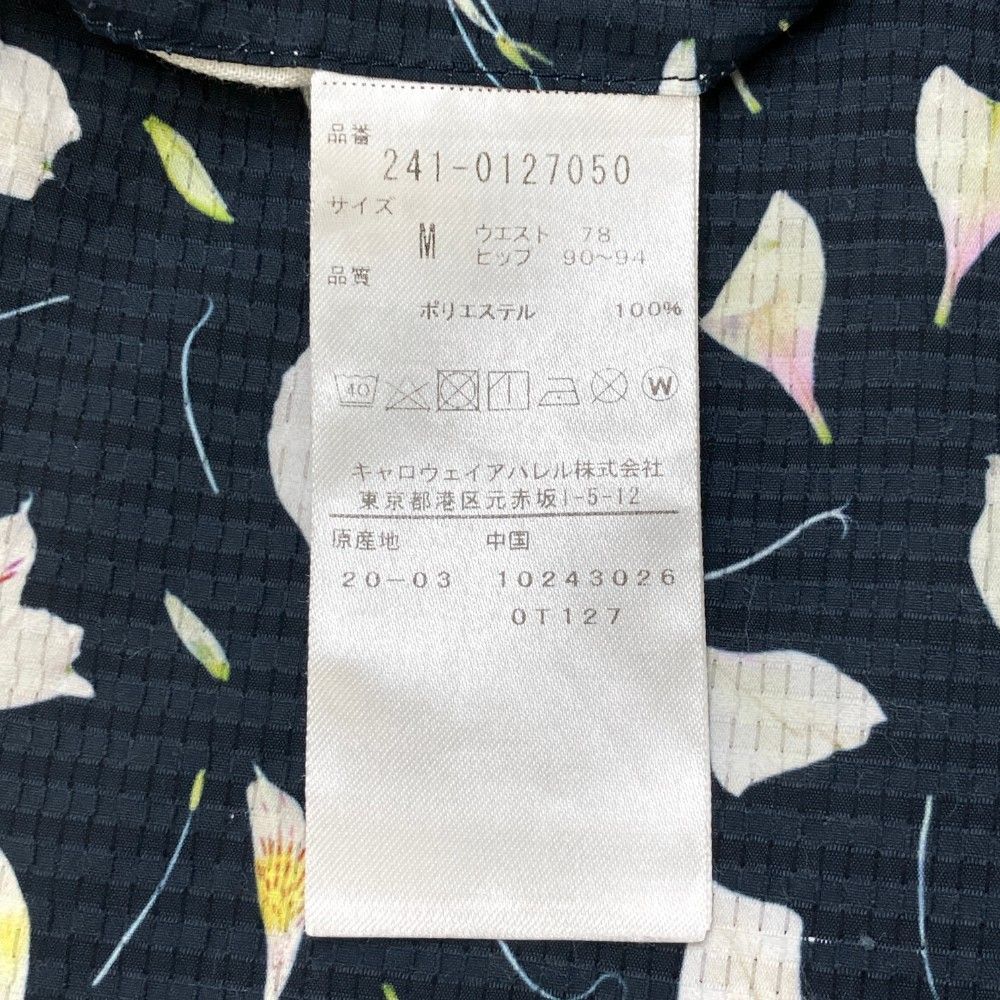 品番
241-0127050
サイズ
M ウエスト 78
ヒップ 90~94
品質
ポリエステル 100%
40 W
キャロウェイアパレル株式会社
東京都港区元赤坂1-5-12
原産地 中国
20-03 10243026
0T127